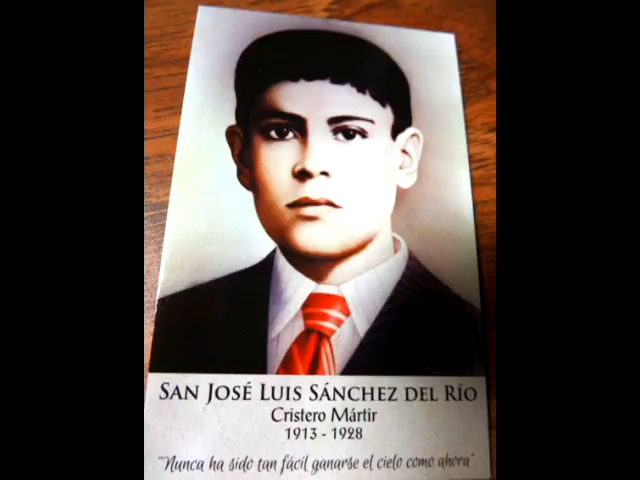 SAN JOSÉ LUIS SÁNCHEZ DEL RÍO
Cristero Mártir
1913 - 1928
"Nunca ha sido tan fácil ganarse el cielo como ahora"